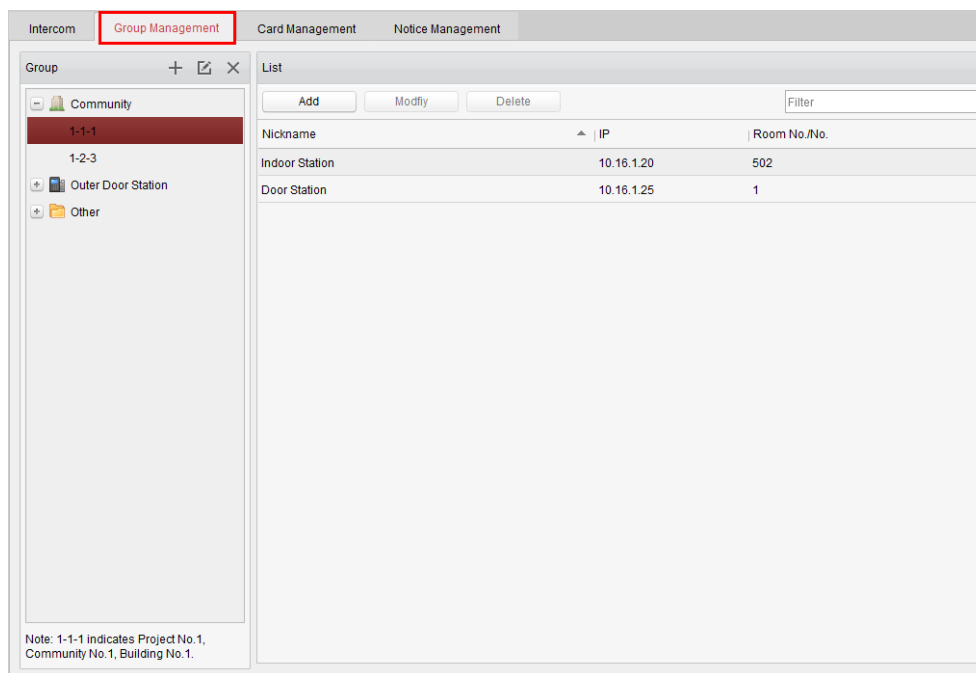 Intercom Group Management Card Management Notice Management
Group
List
Community
1-1-1
1-2-3
Outer Door Station
Other
Note: 1-1-1 indicates Project No.1,
Community No.1, Building No.1.
Add Modfiy Delete Filter
Nickname IP Room No./No.
Indoor Station 10.16.1.20 502
Door Station 10.16.1.25 1